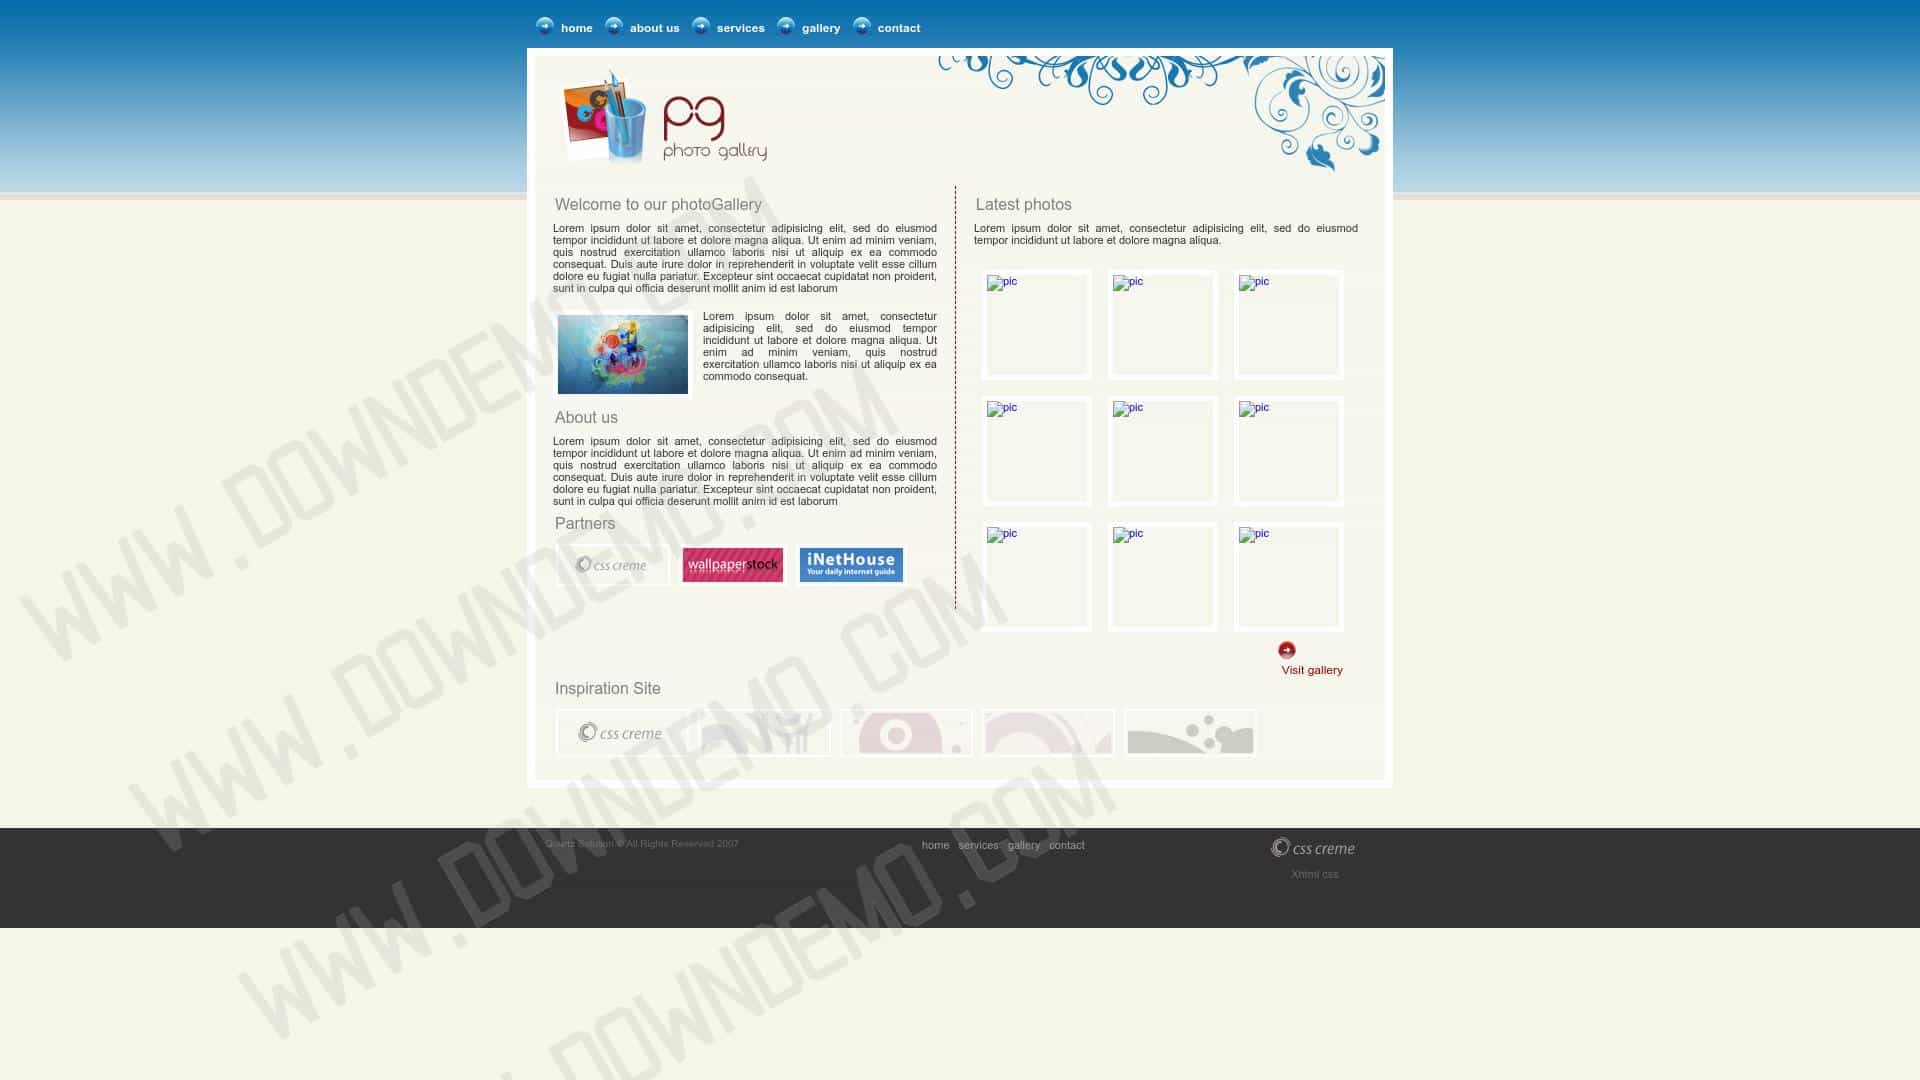 home about us services gallery contact
pg
photo gallery
Welcome to our photoGallery
Lorem ipsum dolor sit amet, consectetur adipisicing elit, sed do eiusmod
tempor incididunt ut labore et dolore magna aliqua. Ut enim ad minim veniam,
quis nostrud exercitation ullamco laboris nisi ut aliquip ex ea commodo
consequat. Duis aute irure dolor in reprehenderit in voluptate velit esse cillum
dolore eu fugiat nulla pariatur. Excepteur sint occaecat cupidatat non proident,
sunt in culpa qui officia deserunt mollit anim id est laborum
Lorem ipsum dolor sit amet, consectetur
adipisicing elit, sed do eiusmod tempor
incididunt ut labore et dolore magna aliqua. Ut
enim ad minim veniam, quis nostrud
exercitation ullamco laboris nisi ut aliquip ex ea
commodo consequat.
About us
Lorem ipsum dolor sit amet, consectetur adipisicing elit, sed do eiusmod
tempor incididunt ut labore et dolore magna aliqua. Ut enim ad minim veniam,
quis nostrud exercitation ullamco laboris nisi ut aliquip ex ea commodo
consequat. Duis aute irure dolor in reprehenderit in voluptate velit esse cillum
dolore eu fugiat nulla pariatur. Excepteur sint occaecat cupidatat non proident,
sunt in culpa qui officia deserunt mollit anim id est laborum
Partners
css creme
wallpaperstock
iNetHouse
Your daily internet guide
Latest photos
Lorem ipsum dolor sit amet, consectetur adipisicing elit, sed do eiusmod
tempor incididunt ut labore et dolore magna aliqua.
pic pic pic
pic pic pic
pic pic pic
Visit gallery
Inspiration Site
css creme
Quartz Solution © All Rights Reserved 2007
home services gallery contact
css creme
Xhtml css
WWW.DOWNDEMO.COM
WWW.DOWNDEMO.COM
WWW.DOWNDEMO.COM
.DOWNDEMO.COM